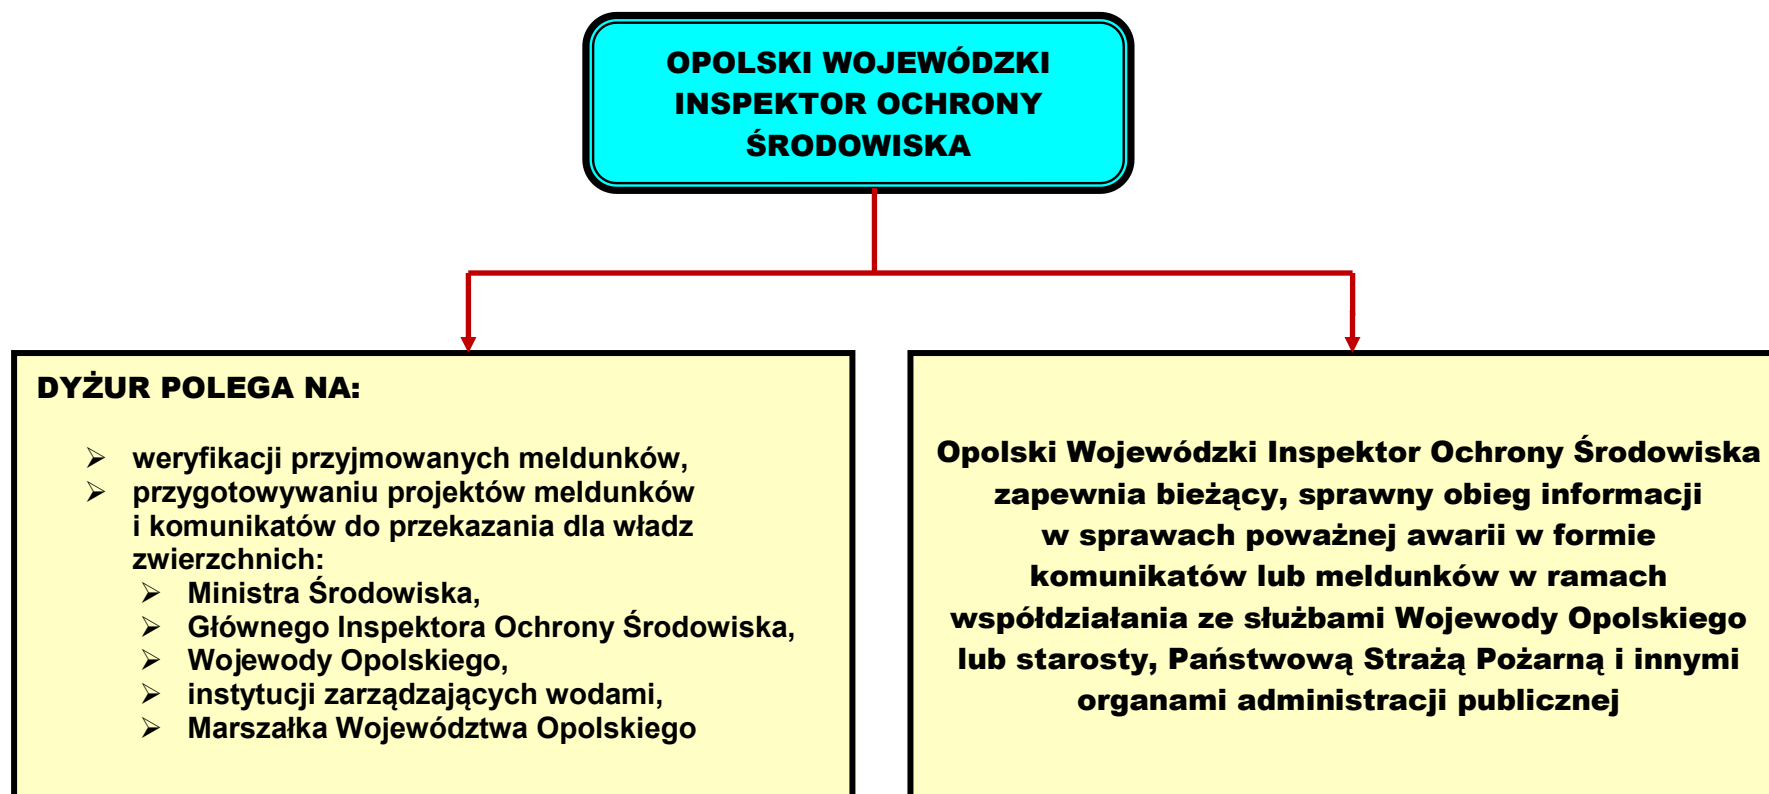 OPOLSKI WOJEWÓDZKI
INSPEKTOR OCHRONY
ŚRODOWISKA
DYŻUR POLEGA NA:
➢ weryfikacji przyjmowanych meldunków,
➢ przygotowywaniu projektów meldunków
i komunikatów do przekazania dla władz
zwierzchnich:
➢ Ministra Środowiska,
➢ Głównego Inspektora Ochrony Środowiska,
➢ Wojewody Opolskiego,
➢ instytucji zarządzających wodami,
➢ Marszałka Województwa Opolskiego
Opolski Wojewódzki Inspektor Ochrony Środowiska
zapewnia bieżący, sprawny obieg informacji
w sprawach poważnej awarii w formie
komunikatów lub meldunków w ramach
współdziałania ze służbami Wojewody Opolskiego
lub starosty, Państwową Strażą Pożarną i innymi
organami administracji publicznej